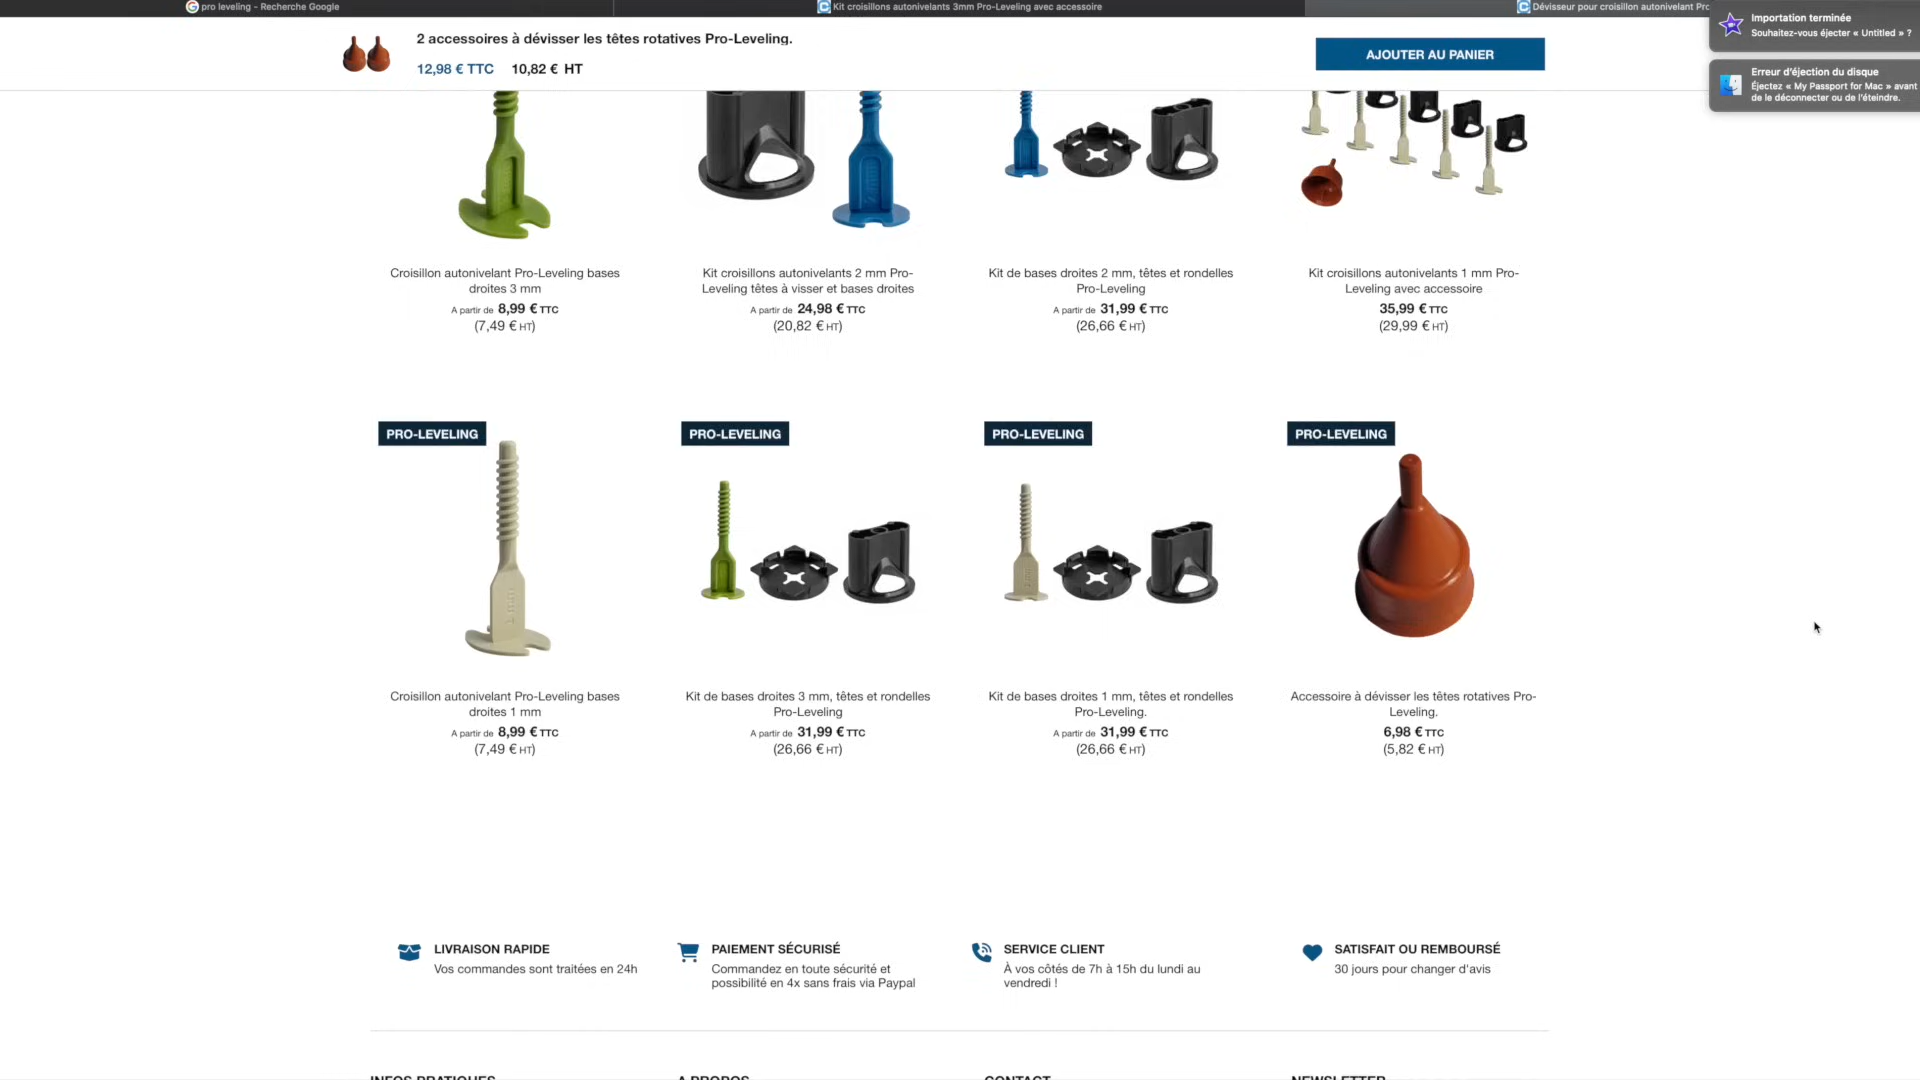 pro leveling - Recherche Google
Kit croisillons autonivelants 3mm Pro-Leveling avec accessoire
Dévisseur pour croisillon autonivelant Pro
Importation terminée
Souhaitez-vous éjecter « Untitled » ?
Erreur d'éjection du disque
Éjectez « My Passport for Mac » avant
de le déconnecter ou de l'éteindre.
2 accessoires à dévisser les têtes rotatives Pro-Leveling.
12,98 € TTC 10,82 € HT
AJOUTER AU PANIER
Croisillon autonivelant Pro-Leveling bases
droites 3 mm
A partir de 8,99 € TTC
(7,49 € HT)
Kit croisillons autonivelants 2 mm Pro-
Leveling têtes à visser et bases droites
A partir de 24,98 € TTC
(20,82 € HT)
Kit de bases droites 2 mm, têtes et rondelles
Pro-Leveling
A partir de 31,99 € TTC
(26,66 € HT)
Kit croisillons autonivelants 1 mm Pro-
Leveling avec accessoire
35,99 € TTC
(29,99 € HT)
PRO-LEVELING
Croisillon autonivelant Pro-Leveling bases
droites 1 mm
A partir de 8,99 € TTC
(7,49 € HT)
PRO-LEVELING
Kit de bases droites 3 mm, têtes et rondelles
Pro-Leveling
A partir de 31,99 € TTC
(26,66 € HT)
PRO-LEVELING
Kit de bases droites 1 mm, têtes et rondelles
Pro-Leveling.
A partir de 31,99 € TTC
(26,66 € HT)
PRO-LEVELING
Accessoire à dévisser les têtes rotatives Pro-
Leveling.
6,98 € TTC
(5,82 € HT)
LIVRAISON RAPIDE
Vos commandes sont traitées en 24h
PAIEMENT SÉCURISÉ
Commandez en toute sécurité et
possibilité en 4x sans frais via Paypal
SERVICE CLIENT
À vos côtés de 7h à 15h du lundi au
vendredi !
SATISFAIT OU REMBOURSÉ
30 jours pour changer d'avis
INFOS PRATIQUES
A PROPOS
CONTACT
NEWSLETTER